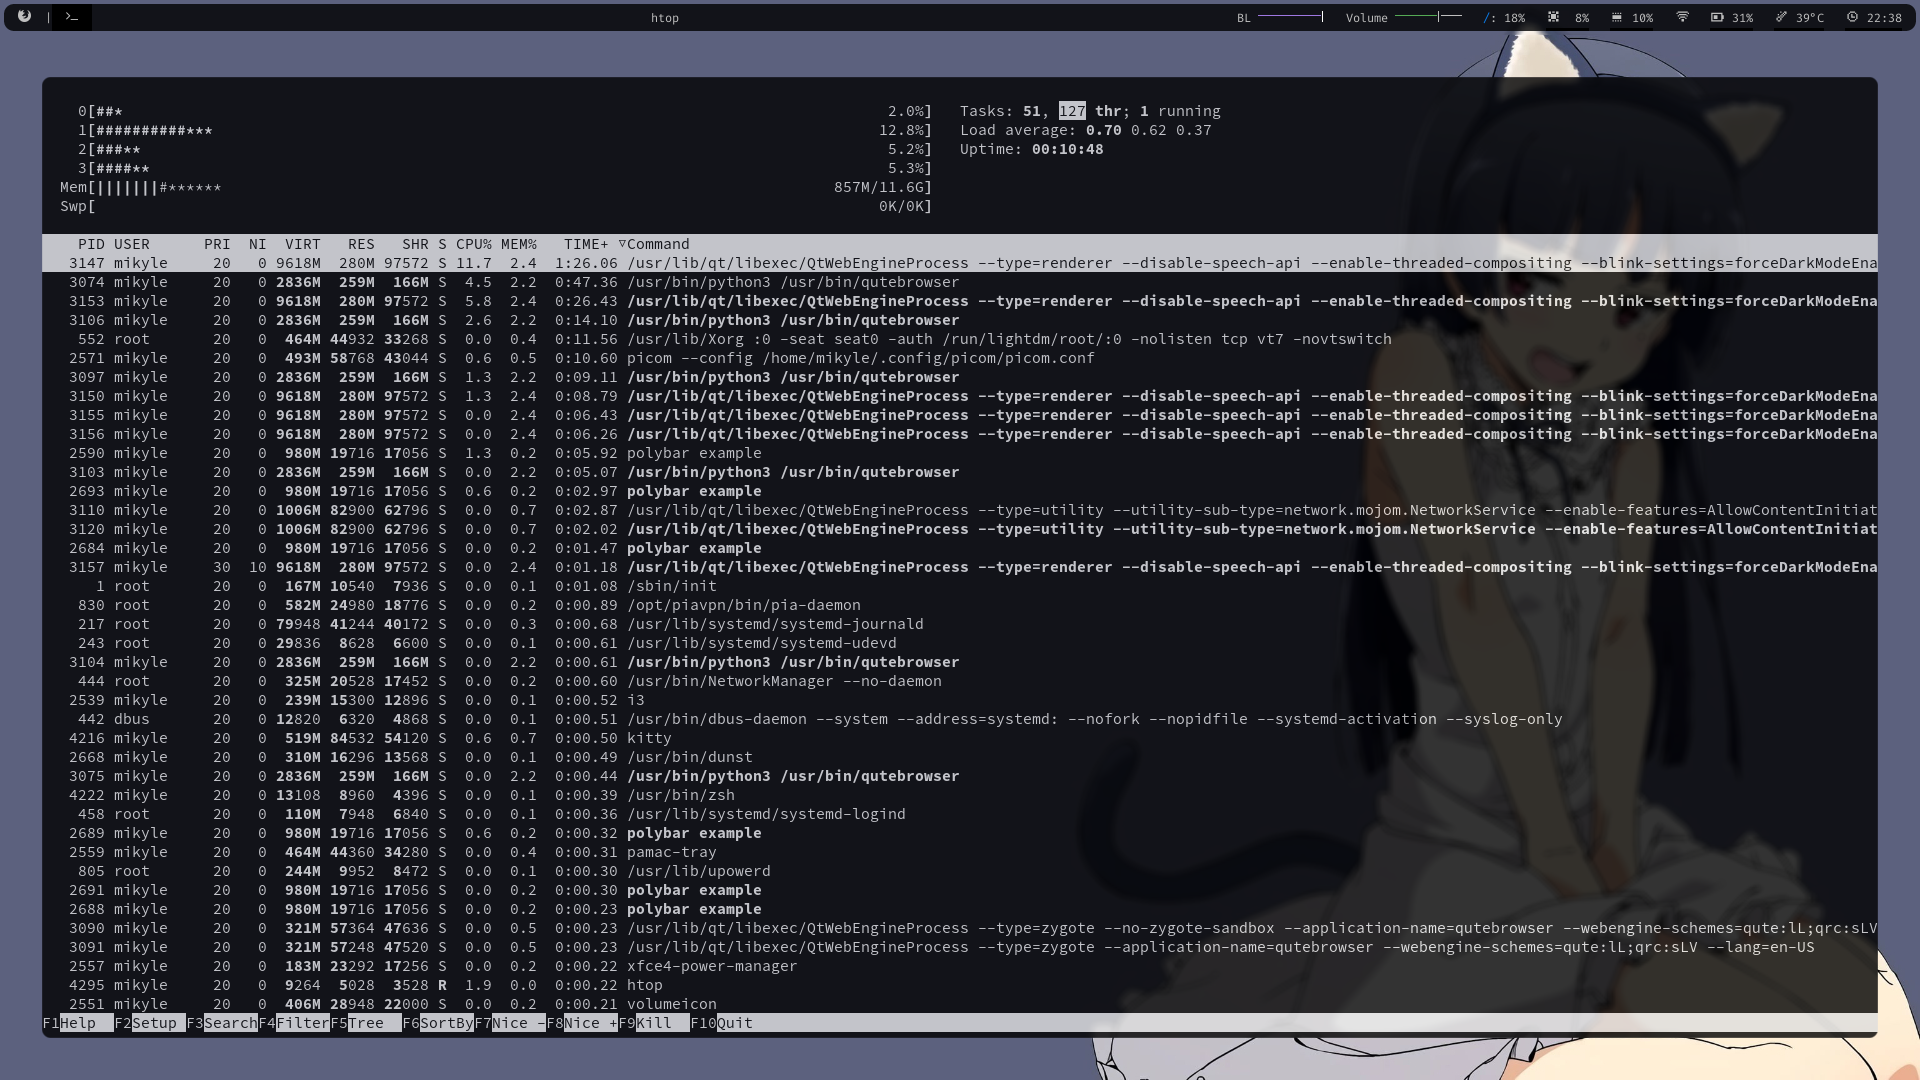 | >_ htop BL Volume /: 18% 8% 10% 31% 39°C 22:38
0[##* 2.0%] Tasks: 51, 127 thr; 1 running
1[##########*** 12.8%] Load average: 0.70 0.62 0.37
2[###** 5.2%] Uptime: 00:10:48
3[####** 5.3%]
Mem[|||||||#****** 857M/11.6G]
Swp[ 0K/0K]
PID USER PRI NI VIRT RES SHR S CPU% MEM% TIME+ ▽Command
3147 mikyle 20 0 9618M 280M 97572 S 11.7 2.4 1:26.06 /usr/lib/qt/libexec/QtWebEngineProcess --type=renderer --disable-speech-api --enable-threaded-compositing --blink-settings=forceDarkModeEna
3074 mikyle 20 0 2836M 259M 166M S 4.5 2.2 0:47.36 /usr/bin/python3 /usr/bin/qutebrowser
3153 mikyle 20 0 9618M 280M 97572 S 5.8 2.4 0:26.43 /usr/lib/qt/libexec/QtWebEngineProcess --type=renderer --disable-speech-api --enable-threaded-compositing --blink-settings=forceDarkModeEna
3106 mikyle 20 0 2836M 259M 166M S 2.6 2.2 0:14.10 /usr/bin/python3 /usr/bin/qutebrowser
552 root 20 0 464M 44932 33268 S 0.0 0.4 0:11.56 /usr/lib/Xorg :0 -seat seat0 -auth /run/lightdm/root/:0 -nolisten tcp vt7 -novtswitch
2571 mikyle 20 0 493M 58768 43044 S 0.6 0.5 0:10.60 picom --config /home/mikyle/.config/picom/picom.conf
3097 mikyle 20 0 2836M 259M 166M S 1.3 2.2 0:09.11 /usr/bin/python3 /usr/bin/qutebrowser
3150 mikyle 20 0 9618M 280M 97572 S 1.3 2.4 0:08.79 /usr/lib/qt/libexec/QtWebEngineProcess --type=renderer --disable-speech-api --enable-threaded-compositing --blink-settings=forceDarkModeEna
3155 mikyle 20 0 9618M 280M 97572 S 0.0 2.4 0:06.43 /usr/lib/qt/libexec/QtWebEngineProcess --type=renderer --disable-speech-api --enable-threaded-compositing --blink-settings=forceDarkModeEna
3156 mikyle 20 0 9618M 280M 97572 S 0.0 2.4 0:06.26 /usr/lib/qt/libexec/QtWebEngineProcess --type=renderer --disable-speech-api --enable-threaded-compositing --blink-settings=forceDarkModeEna
2590 mikyle 20 0 980M 19716 17056 S 1.3 0.2 0:05.92 polybar example
3103 mikyle 20 0 2836M 259M 166M S 0.0 2.2 0:05.07 /usr/bin/python3 /usr/bin/qutebrowser
2693 mikyle 20 0 980M 19716 17056 S 0.6 0.2 0:02.97 polybar example
3110 mikyle 20 0 1006M 82900 62796 S 0.0 0.7 0:02.87 /usr/lib/qt/libexec/QtWebEngineProcess --type=utility --utility-sub-type=network.mojom.NetworkService --enable-features=AllowContentInitiat
3120 mikyle 20 0 1006M 82900 62796 S 0.0 0.7 0:02.02 /usr/lib/qt/libexec/QtWebEngineProcess --type=utility --utility-sub-type=network.mojom.NetworkService --enable-features=AllowContentInitiat
2684 mikyle 20 0 980M 19716 17056 S 0.0 0.2 0:01.47 polybar example
3157 mikyle 30 10 9618M 280M 97572 S 0.0 2.4 0:01.18 /usr/lib/qt/libexec/QtWebEngineProcess --type=renderer --disable-speech-api --enable-threaded-compositing --blink-settings=forceDarkModeEna
1 root 20 0 167M 10540 7936 S 0.0 0.1 0:01.08 /sbin/init
830 root 20 0 582M 24980 18776 S 0.0 0.2 0:00.89 /opt/piavpn/bin/pia-daemon
217 root 20 0 79948 41244 40172 S 0.0 0.3 0:00.68 /usr/lib/systemd/systemd-journald
243 root 20 0 29836 8628 6600 S 0.0 0.1 0:00.61 /usr/lib/systemd/systemd-udevd
3104 mikyle 20 0 2836M 259M 166M S 0.0 2.2 0:00.61 /usr/bin/python3 /usr/bin/qutebrowser
444 root 20 0 325M 20528 17452 S 0.0 0.2 0:00.60 /usr/bin/NetworkManager --no-daemon
2539 mikyle 20 0 239M 15300 12896 S 0.0 0.1 0:00.52 i3
442 dbus 20 0 12820 6320 4868 S 0.0 0.1 0:00.51 /usr/bin/dbus-daemon --system --address=systemd: --nofork --nopidfile --systemd-activation --syslog-only
4216 mikyle 20 0 519M 84532 54120 S 0.6 0.7 0:00.50 kitty
2668 mikyle 20 0 310M 16296 13568 S 0.0 0.1 0:00.49 /usr/bin/dunst
3075 mikyle 20 0 2836M 259M 166M S 0.0 2.2 0:00.44 /usr/bin/python3 /usr/bin/qutebrowser
4222 mikyle 20 0 13108 8960 4396 S 0.0 0.1 0:00.39 /usr/bin/zsh
458 root 20 0 110M 7948 6840 S 0.0 0.1 0:00.36 /usr/lib/systemd/systemd-logind
2689 mikyle 20 0 980M 19716 17056 S 0.6 0.2 0:00.32 polybar example
2559 mikyle 20 0 464M 44360 34280 S 0.0 0.4 0:00.31 pamac-tray
805 root 20 0 244M 9952 8472 S 0.0 0.1 0:00.30 /usr/lib/upowerd
2691 mikyle 20 0 980M 19716 17056 S 0.0 0.2 0:00.30 polybar example
2688 mikyle 20 0 980M 19716 17056 S 0.0 0.2 0:00.23 polybar example
3090 mikyle 20 0 321M 57364 47636 S 0.0 0.5 0:00.23 /usr/lib/qt/libexec/QtWebEngineProcess --type=zygote --no-zygote-sandbox --application-name=qutebrowser --webengine-schemes=qute:lL;qrc:sLV
3091 mikyle 20 0 321M 57248 47520 S 0.0 0.5 0:00.23 /usr/lib/qt/libexec/QtWebEngineProcess --type=zygote --application-name=qutebrowser --webengine-schemes=qute:lL;qrc:sLV --lang=en-US
2557 mikyle 20 0 183M 23292 17256 S 0.0 0.2 0:00.22 xfce4-power-manager
4295 mikyle 20 0 9264 5028 3528 R 1.9 0.0 0:00.22 htop
2551 mikyle 20 0 406M 28948 22000 S 0.0 0.2 0:00.21 volumeicon
F1Help F2Setup F3SearchF4FilterF5Tree F6SortByF7Nice -F8Nice +F9Kill F10Quit